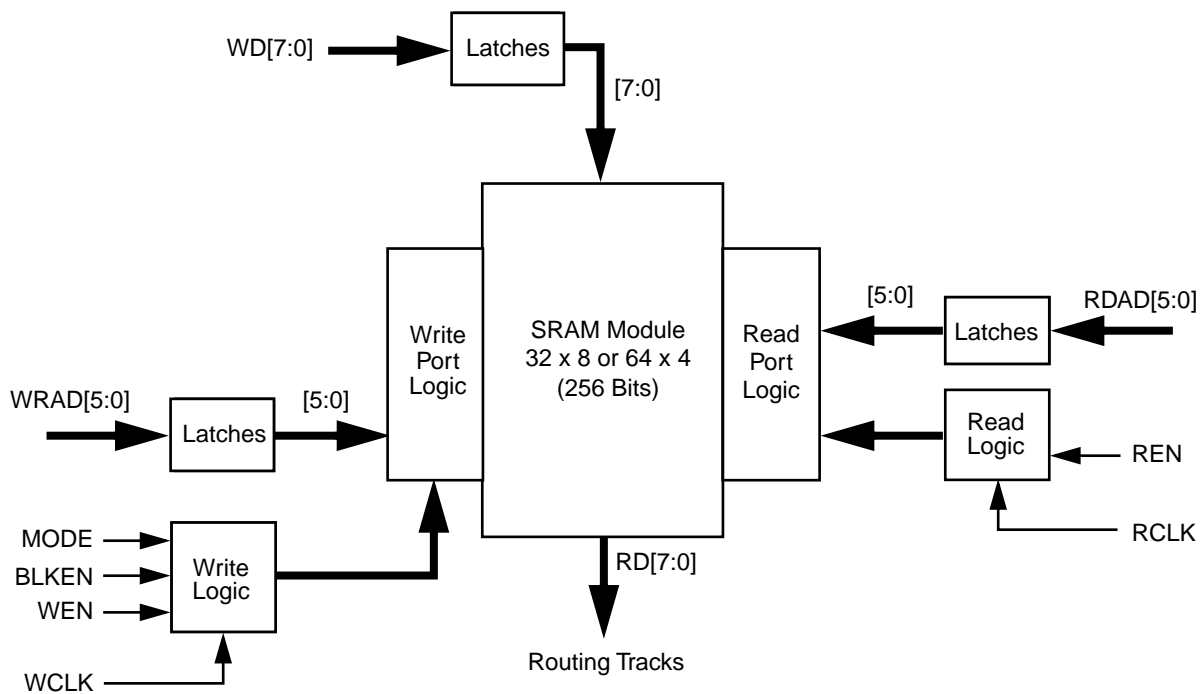 WD[7:0]
Latches
[7:0]
Write
Port
Logic
SRAM Module
32 x 8 or 64 x 4
(256 Bits)
Read
Port
Logic
[5:0]
Latches
RDAD[5:0]
WRAD[5:0]
Latches
[5:0]
Read
Logic
REN
RCLK
MODE
BLKEN
WEN
WCLK
Write
Logic
RD[7:0]
Routing Tracks